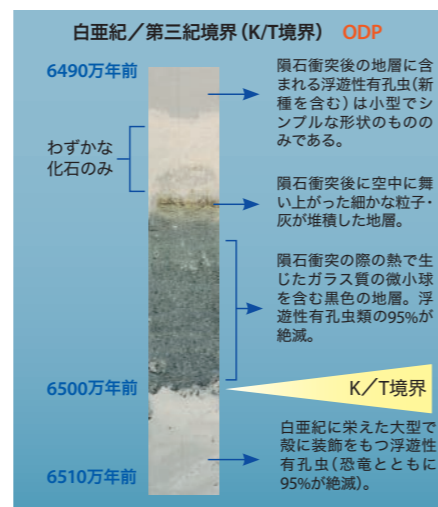 白亜紀／第三紀境界（K/T境界） ODP
6490万年前
隕石衝突後の地層に含
まれる浮遊性有孔虫（新
種を含む）は小型でシ
ンプルな形状のものの
みである。
わずかな
化石のみ
隕石衝突後に空中に舞
い上がった細かな粒子・
灰が堆積した地層。
隕石衝突の際の熱で生
じたガラス質の微小球
を含む黒色の地層。浮
遊性有孔虫類の95%が
絶滅。
6500万年前
K／T境界
白亜紀に栄えた大型で
殻に装飾をもつ浮遊性
有孔虫（恐竜とともに
95%が絶滅）。
6510万年前